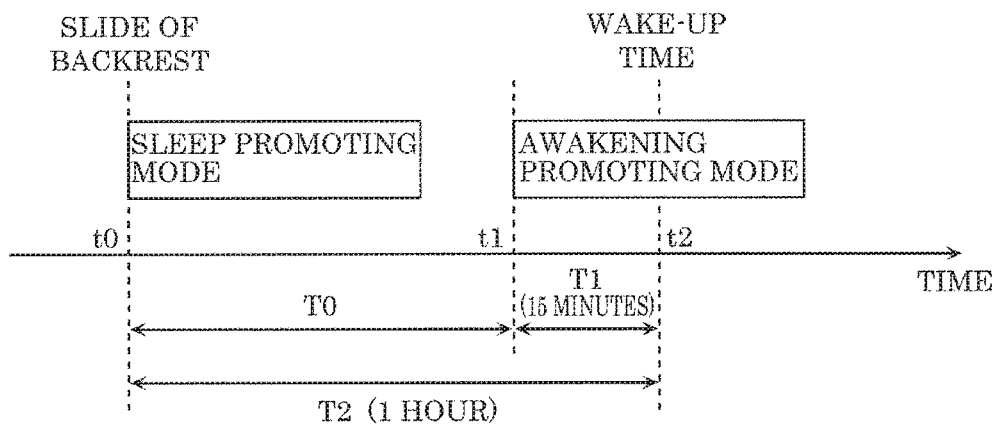 SLIDE OF
BACKREST
WAKE-UP
TIME
SLEEP PROMOTING
MODE
AWAKENING
PROMOTING MODE
t0
t1
t2
TIME
T0
T1
(15 MINUTES)
T2 (1 HOUR)